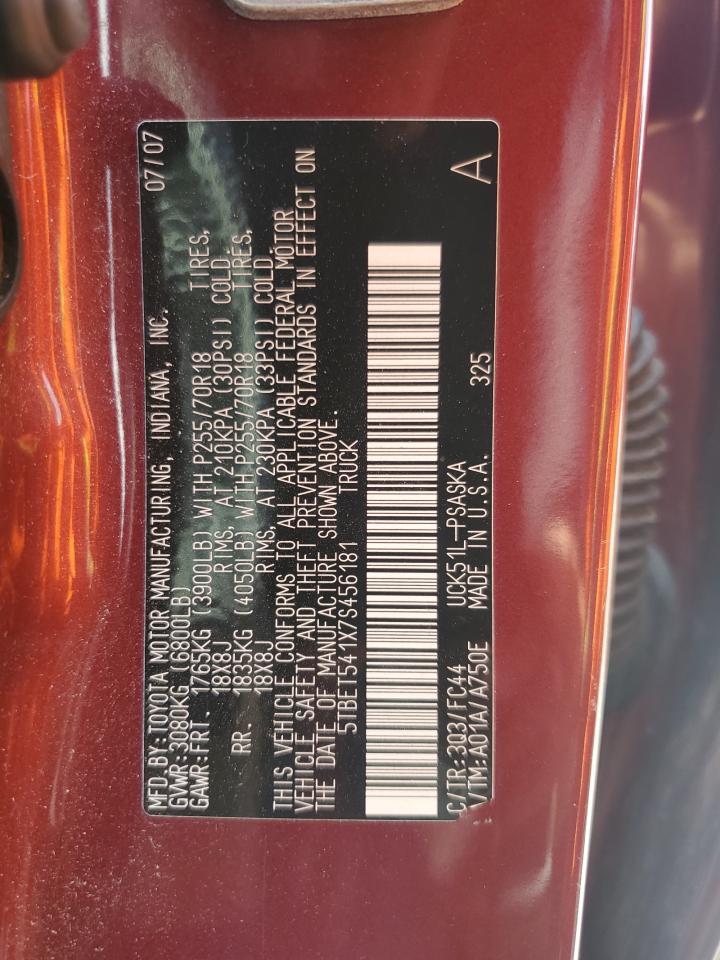 MFD.BY:TOYOTA MOTOR MANUFACTURING, INDIANA, INC. 07/07
GVWR:3080KG (6800LB)
GAWR:FRT. 1765KG (3900LB) WITH P255/70R18 TIRES,
18X8J RIMS, AT 210KPA (30PSI) COLD.
RR. 1835KG (4050LB) WITH P255/70R18 TIRES,
18X8J RIMS, AT 230KPA (33PSI) COLD.
THIS VEHICLE CONFORMS TO ALL APPLICABLE FEDERAL MOTOR
VEHICLE SAFETY AND THEFT PREVENTION STANDARDS IN EFFECT ON
THE DATE OF MANUFACTURE SHOWN ABOVE.
5TBET541X7S456181 TRUCK
A
C/TR:303/FC44 UCK51L-PSASKA
/TM:A01A/A750E MADE IN U.S.A. 325